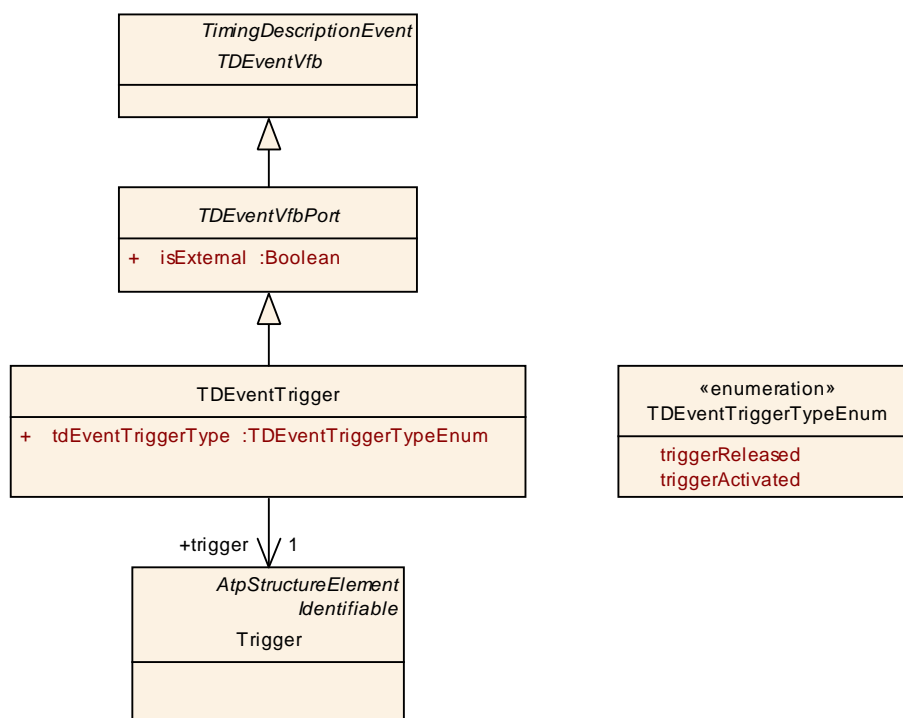 TimingDescriptionEvent
TDEventVfb
TDEventVfbPort
+ isExternal :Boolean
TDEventTrigger
+ tdEventTriggerType :TDEventTriggerTypeEnum
«enumeration»
TDEventTriggerTypeEnum
triggerReleased
triggerActivated
+trigger 1
AtpStructureElement
Identifiable
Trigger